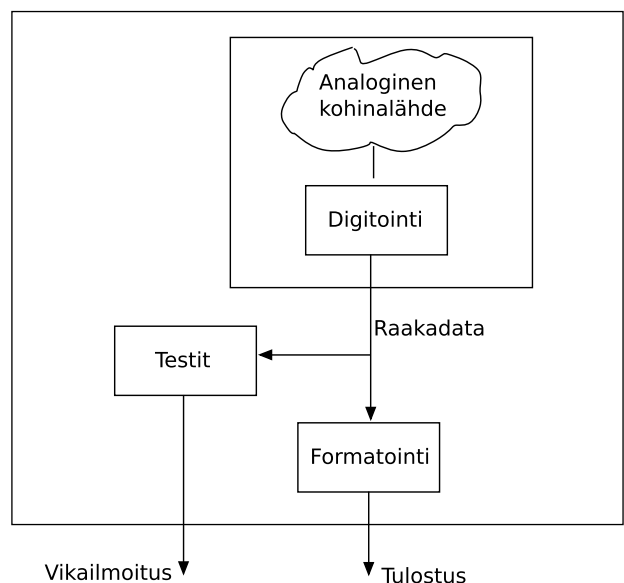 Analoginen
kohinalähde
Digitointi
Raakadata
Testit
Formatointi
Vikailmoitus
Tulostus